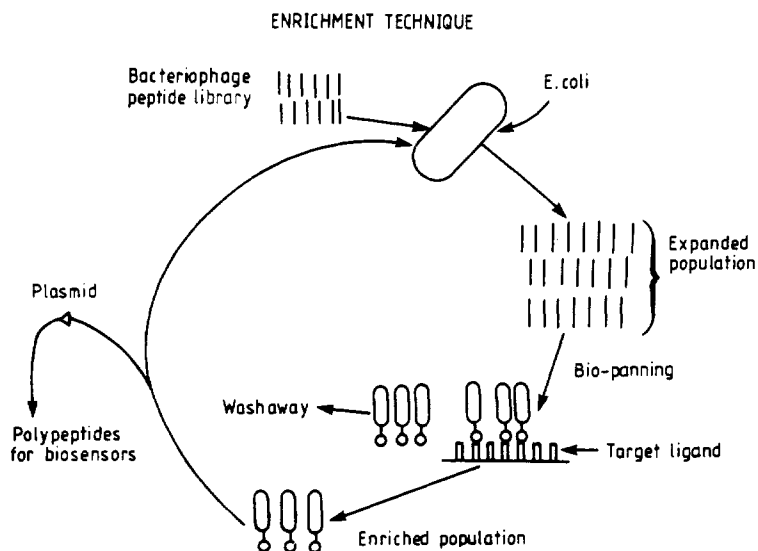 ENRICHMENT TECHNIQUE
Bacteriophage
peptide library
E.coli
Expanded
population
Plasmid
Bio-panning
Washaway
Target ligand
Polypeptides
for biosensors
Enriched population